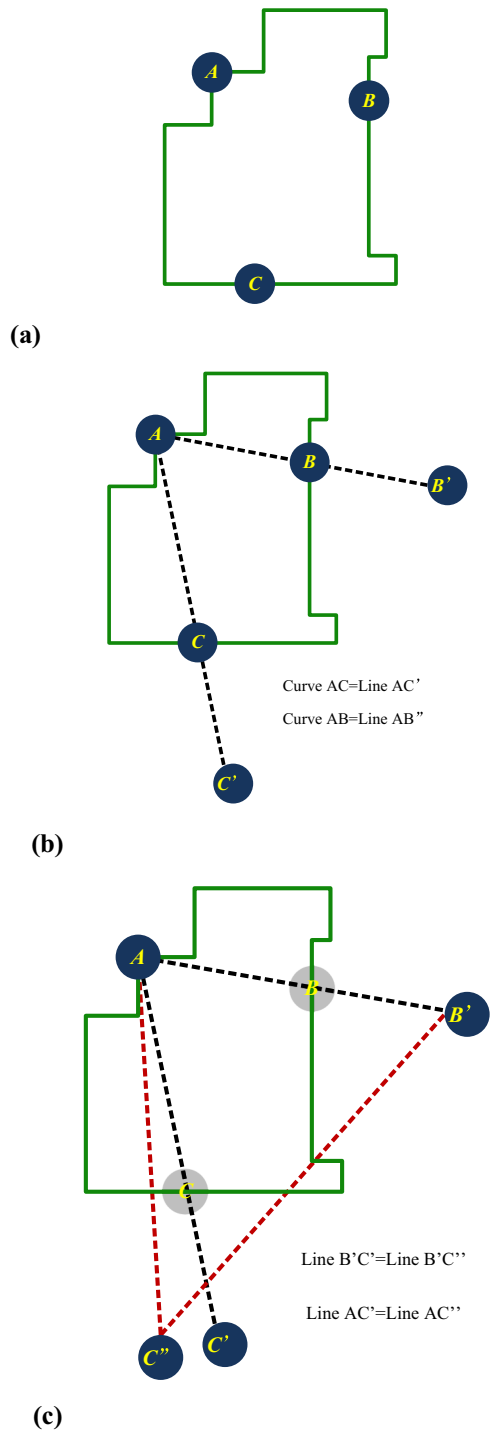 A
B
C
(a)
A
B
B'
C
Curve AC=Line AC’
Curve AB=Line AB”
C'
(b)
A
B
B'
C
Line B’C’=Line B’C’’
Line AC’=Line AC’’
C'
C"
(c)